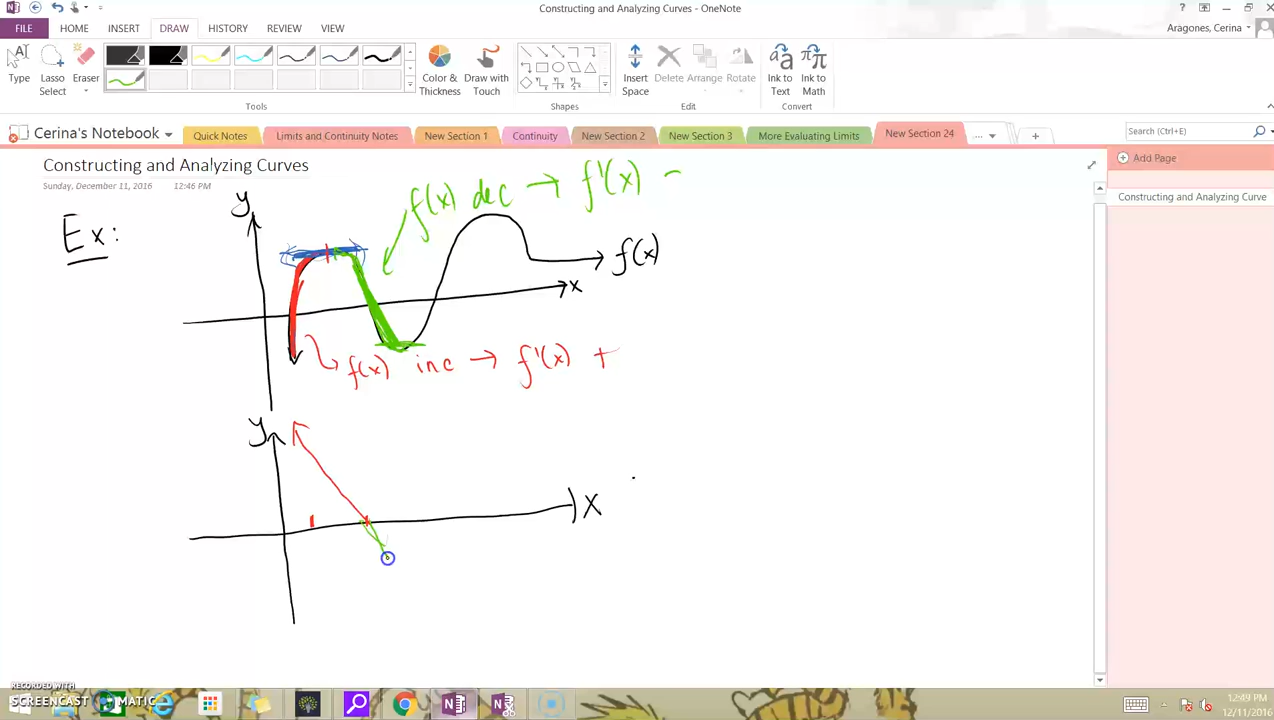 Constructing and Analyzing Curves - OneNote
? 
FILE HOME INSERT DRAW HISTORY REVIEW VIEW
Aragones, Cerina
Type Lasso Select Eraser
Color & Thickness Draw with Touch
Insert Space Delete Arrange Rotate
Ink to Text Ink to Math
Tools Shapes Edit Convert
Cerina's Notebook Quick Notes Limits and Continuity Notes New Section 1 Continuity New Section 2 New Section 3 More Evaluating Limits New Section 24 ...
Search (Ctrl+E)
Add Page
Constructing and Analyzing Curve
Constructing and Analyzing Curves
Sunday, December 11, 2016 12:46 PM
f(x) dec → f'(x) -
y
Ex:
f(x)
x
f(x) inc → f'(x) +
y
X
RECORDED WITH
SCREENCAST MATIC
12:49 PM
12/11/2016